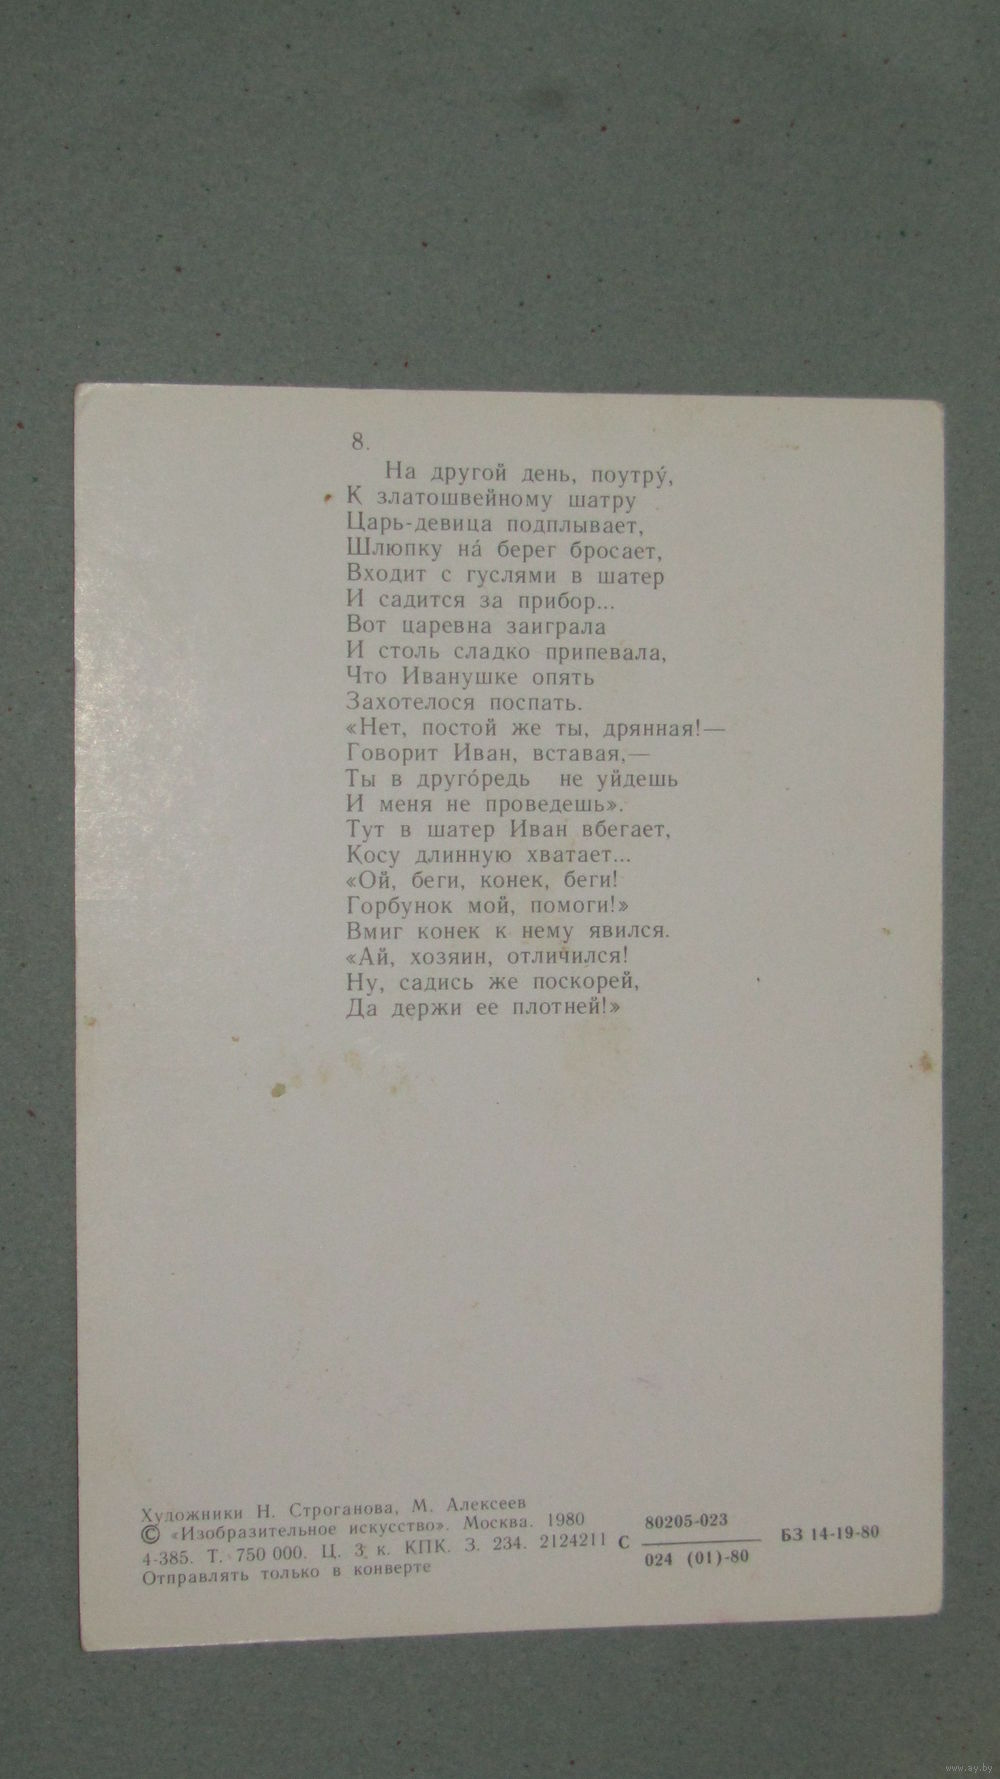 8.
На другой день, поутрý,
К златошвейному шатру
Царь-девица подплывает,
Шлюпку нá берег бросает,
Входит с гуслями в шатер
И садится за прибор...
Вот царевна заиграла
И столь сладко припевала,
Что Иванушке опять
Захотелося поспать.
«Нет, постой же ты, дрянная!—
Говорит Иван, вставая,—
Ты в другóредь не уйдешь
И меня не проведешь».
Тут в шатер Иван вбегает,
Косу длинную хватает...
«Ой, беги, конек, беги!
Горбунок мой, помоги!»
Вмиг конек к нему явился.
«Ай, хозяин, отличился!
Ну, садись же поскорей,
Да держи ее плотней!»
Художники Н. Строганова, М. Алексеев
© «Изобразительное искусство». Москва. 1980
4-385. Т. 750 000. Ц. 3 к. КПК. З. 234. 2124211
Отправлять только в конверте
С 80205-023
024 (01)-80
БЗ 14-19-80
www.ay.by